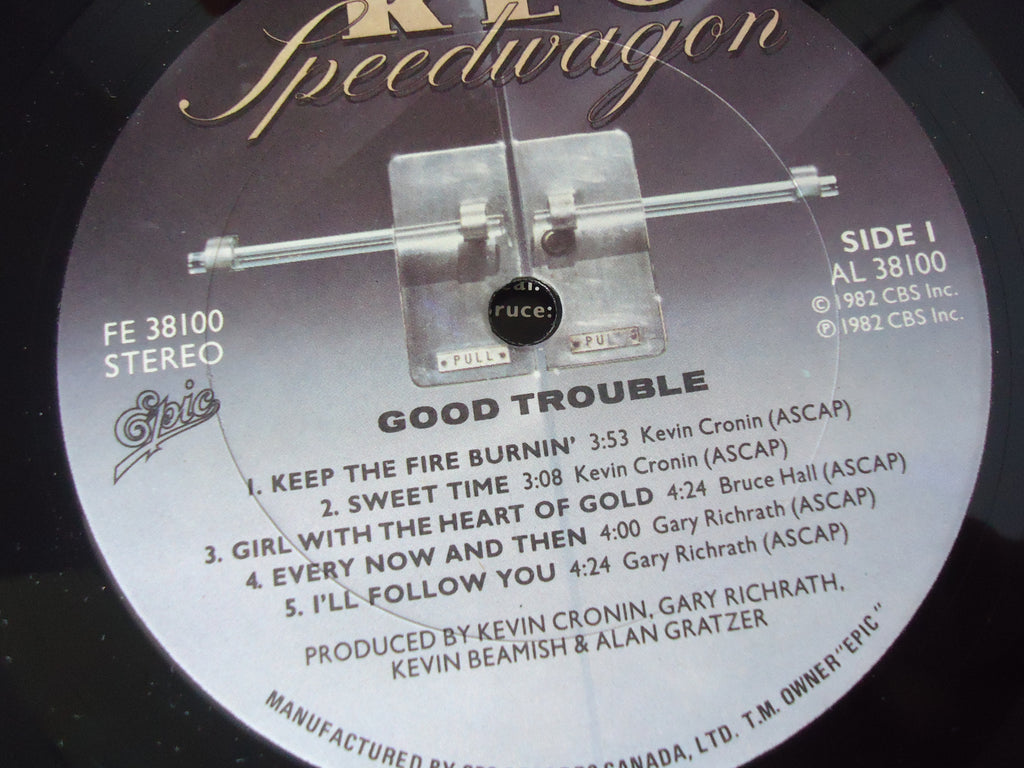 REO
Speedwagon
SIDE 1
AL 38100
© 1982 CBS Inc.
℗ 1982 CBS Inc.
FE 38100
STEREO
Epic
ruce:
PULL
PUL
GOOD TROUBLE
1. KEEP THE FIRE BURNIN' 3:53 Kevin Cronin (ASCAP)
2. SWEET TIME 3:08 Kevin Cronin (ASCAP)
3. GIRL WITH THE HEART OF GOLD 4:24 Bruce Hall (ASCAP)
4. EVERY NOW AND THEN 4:00 Gary Richrath (ASCAP)
5. I'LL FOLLOW YOU 4:24 Gary Richrath (ASCAP)
PRODUCED BY KEVIN CRONIN, GARY RICHRATH,
KEVIN BEAMISH & ALAN GRATZER
MANUFACTURED BY CANADA, LTD. T.M. OWNER "EPIC"